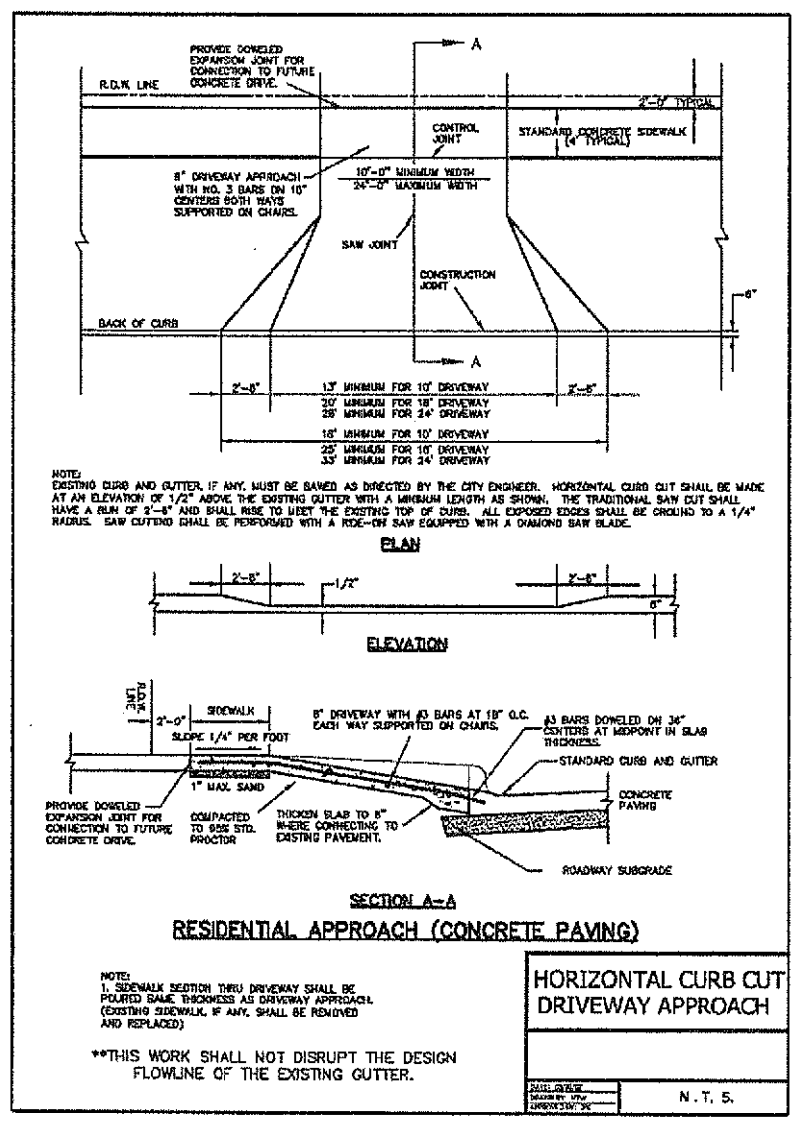 PROVIDE DOWELED
EXPANSION JOINT FOR
CONNECTION TO FUTURE
CONCRETE DRIVE.
A
R.O.W. LINE
2'-0" TYPICAL
CONTROL
JOINT
STANDARD CONCRETE SIDEWALK
(4' TYPICAL)
DRIVEWAY APPROACH
WITH NO. 3 BARS ON
CENTERS BOTH WAYS
SUPPORTED ON CHAIRS.
10'-0" MINIMUM WIDTH
24'-0" MAXIMUM WIDTH
SAW JOINT
CONSTRUCTION
JOINT
6"
BACK OF CURB
A
2'-6"
13' MINIMUM FOR 10' DRIVEWAY
20' MINIMUM FOR DRIVEWAY
MINIMUM FOR 24' DRIVEWAY
2'-6"
MINIMUM FOR 10' DRIVEWAY
25' MINIMUM FOR DRIVEWAY
33' MINIMUM FOR 24' DRIVEWAY
NOTE:
EXISTING CURB AND GUTTER, IF ANY, MUST BE SAWED AS DIRECTED BY THE CITY ENGINEER. HORIZONTAL CURB CUT SHALL BE MADE
AT AN ELEVATION OF 1/2" ABOVE THE EXISTING GUTTER WITH A MINIMUM LENGTH AS SHOWN. THE TRADITIONAL SAW CUT SHALL
HAVE A RUN OF 2'-6" AND SHALL RISE TO MEET THE EXISTING TOP OF CURB. ALL EXPOSED EDGES SHALL BE GROUND TO A 1/4"
RADIUS. SAW CUTTING SHALL BE PERFORMED WITH A RIDE-ON SAW EQUIPPED WITH A DIAMOND SAW BLADE.
PLAN
2'-6"
1/2"
2'-6"
6"
ELEVATION
R.O.W.
LINE
2'-0"
SIDEWALK
SLOPE 1/4" PER FOOT
DRIVEWAY WITH #3 BARS AT O.C.
EACH WAY SUPPORTED ON CHAIRS.
#3 BARS DOWELED ON
CENTERS AT MIDPOINT IN SLAB
THICKNESS.
STANDARD CURB AND GUTTER
1" MAX. SAND
CONCRETE
PAVING
PROVIDE DOWELED
EXPANSION JOINT FOR
CONNECTION TO FUTURE
CONCRETE DRIVE.
COMPACTED
TO 95% STD.
PROCTOR
THICKEN SLAB TO
WHERE CONNECTING TO
EXISTING PAVEMENT.
ROADWAY SUBGRADE
SECTION A-A
RESIDENTIAL APPROACH (CONCRETE PAVING)
NOTE:
1. SIDEWALK SECTION THRU DRIVEWAY SHALL BE
POURED SAME THICKNESS AS DRIVEWAY APPROACH.
(EXISTING SIDEWALK, IF ANY, SHALL BE REMOVED
AND REPLACED)
**THIS WORK SHALL NOT DISRUPT THE DESIGN
FLOWLINE OF THE EXISTING GUTTER.
HORIZONTAL CURB CUT
DRIVEWAY APPROACH
N.T.S.